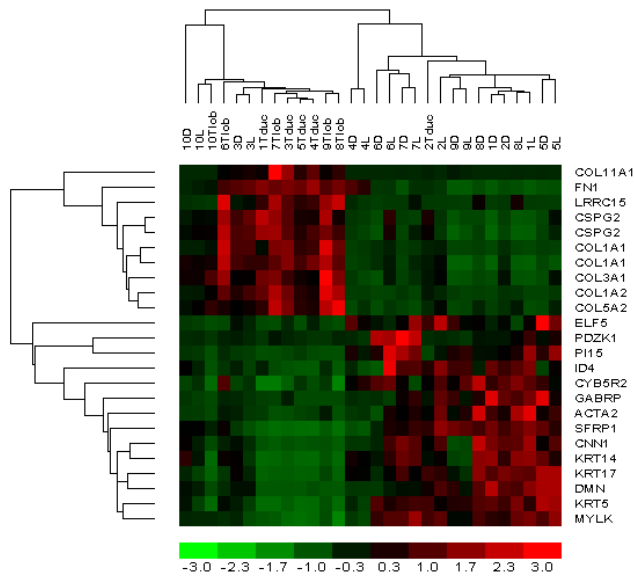 10D 10L 10Tlob 6Tlob 3D 3L 1Tduc 7Tlob 3Tduc 5Tduc 4Tduc 9Tlob 8Tlob 4D 4L 6D 6L 7D 7L 2Tduc 2L 9D 9L 8D 1D 2D 8L 1L 5D 5L
COL11A1
FN1
LRRC15
CSPG2
CSPG2
COL1A1
COL1A1
COL3A1
COL1A2
COL5A2
ELF5
PDZK1
PI15
ID4
CYB5R2
GABRP
ACTA2
SFRP1
CNN1
KRT14
KRT17
DMN
KRT5
MYLK
-3.0 -2.3 -1.7 -1.0 -0.3 0.3 1.0 1.7 2.3 3.0